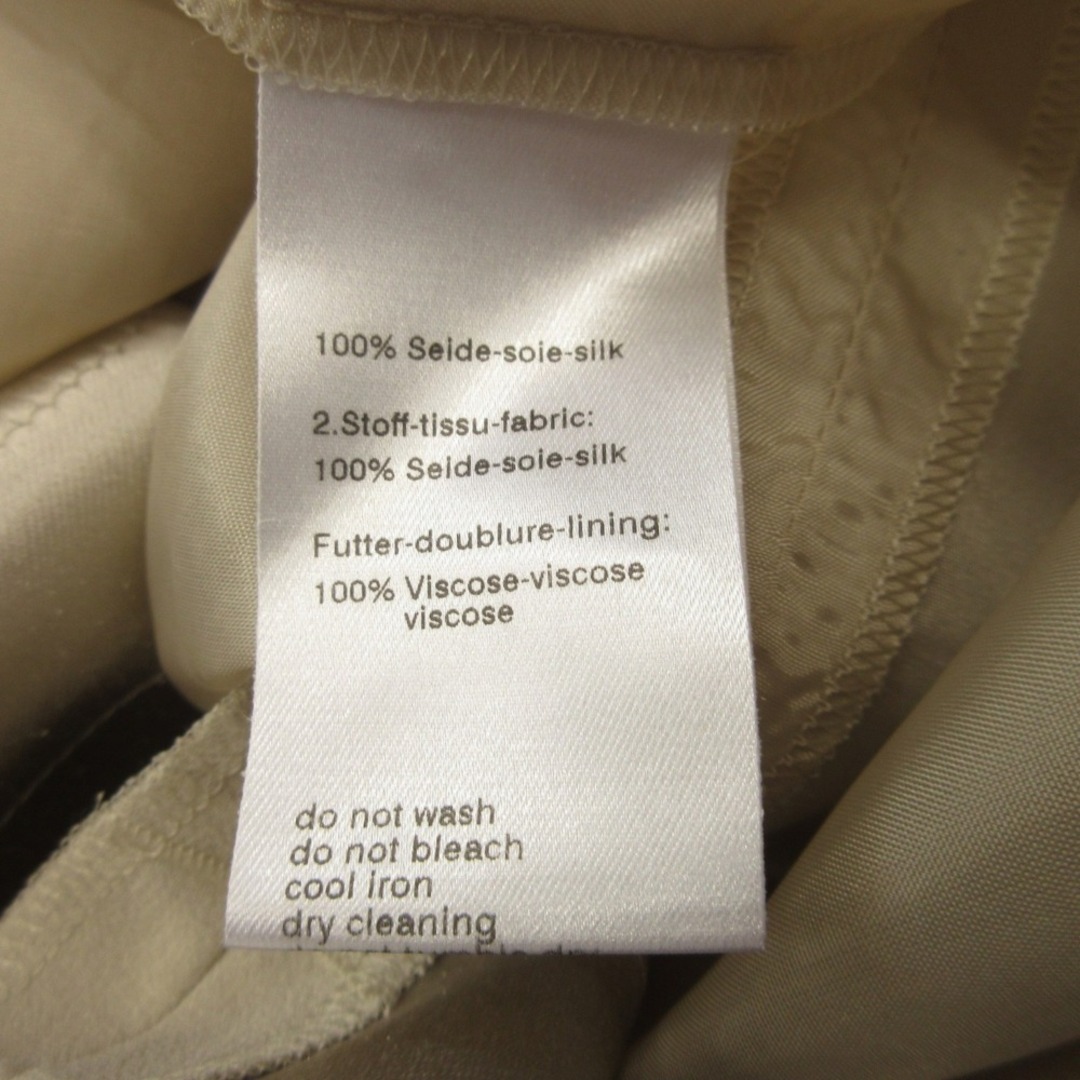 100% Seide-soie-silk
2.Stoff-tissu-fabric:
100% Seide-soie-silk
Futter-doublure-lining:
100% Viscose-viscose
viscose
do not wash
do not bleach
cool iron
dry cleaning